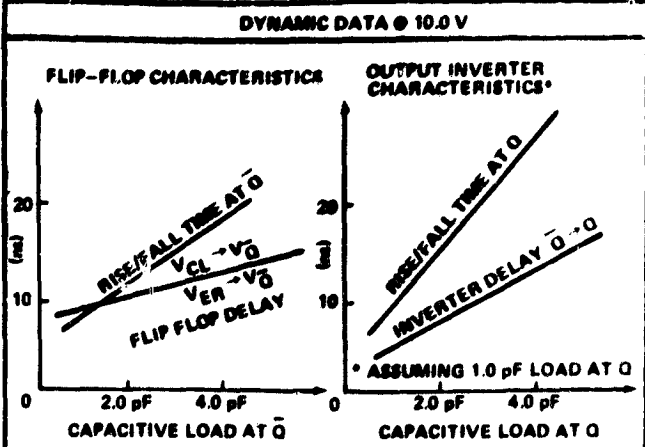 DYNAMIC DATA @ 10.0 V
FLIP-FLOP CHARACTERISTICS
20
(ns)
10
0
2.0 pF
4.0 pF
RISE/FALL TIME AT Q̅
V_CL → V_Q̅
V_ER → V_Q̅
FLIP FLOP DELAY
CAPACITIVE LOAD AT Q̅
OUTPUT INVERTER
CHARACTERISTICS*
20
(ns)
10
0
2.0 pF
4.0 pF
RISE/FALL TIME AT Q
INVERTER DELAY Q̅ → Q
* ASSUMING 1.0 pF LOAD AT Q
CAPACITIVE LOAD AT Q